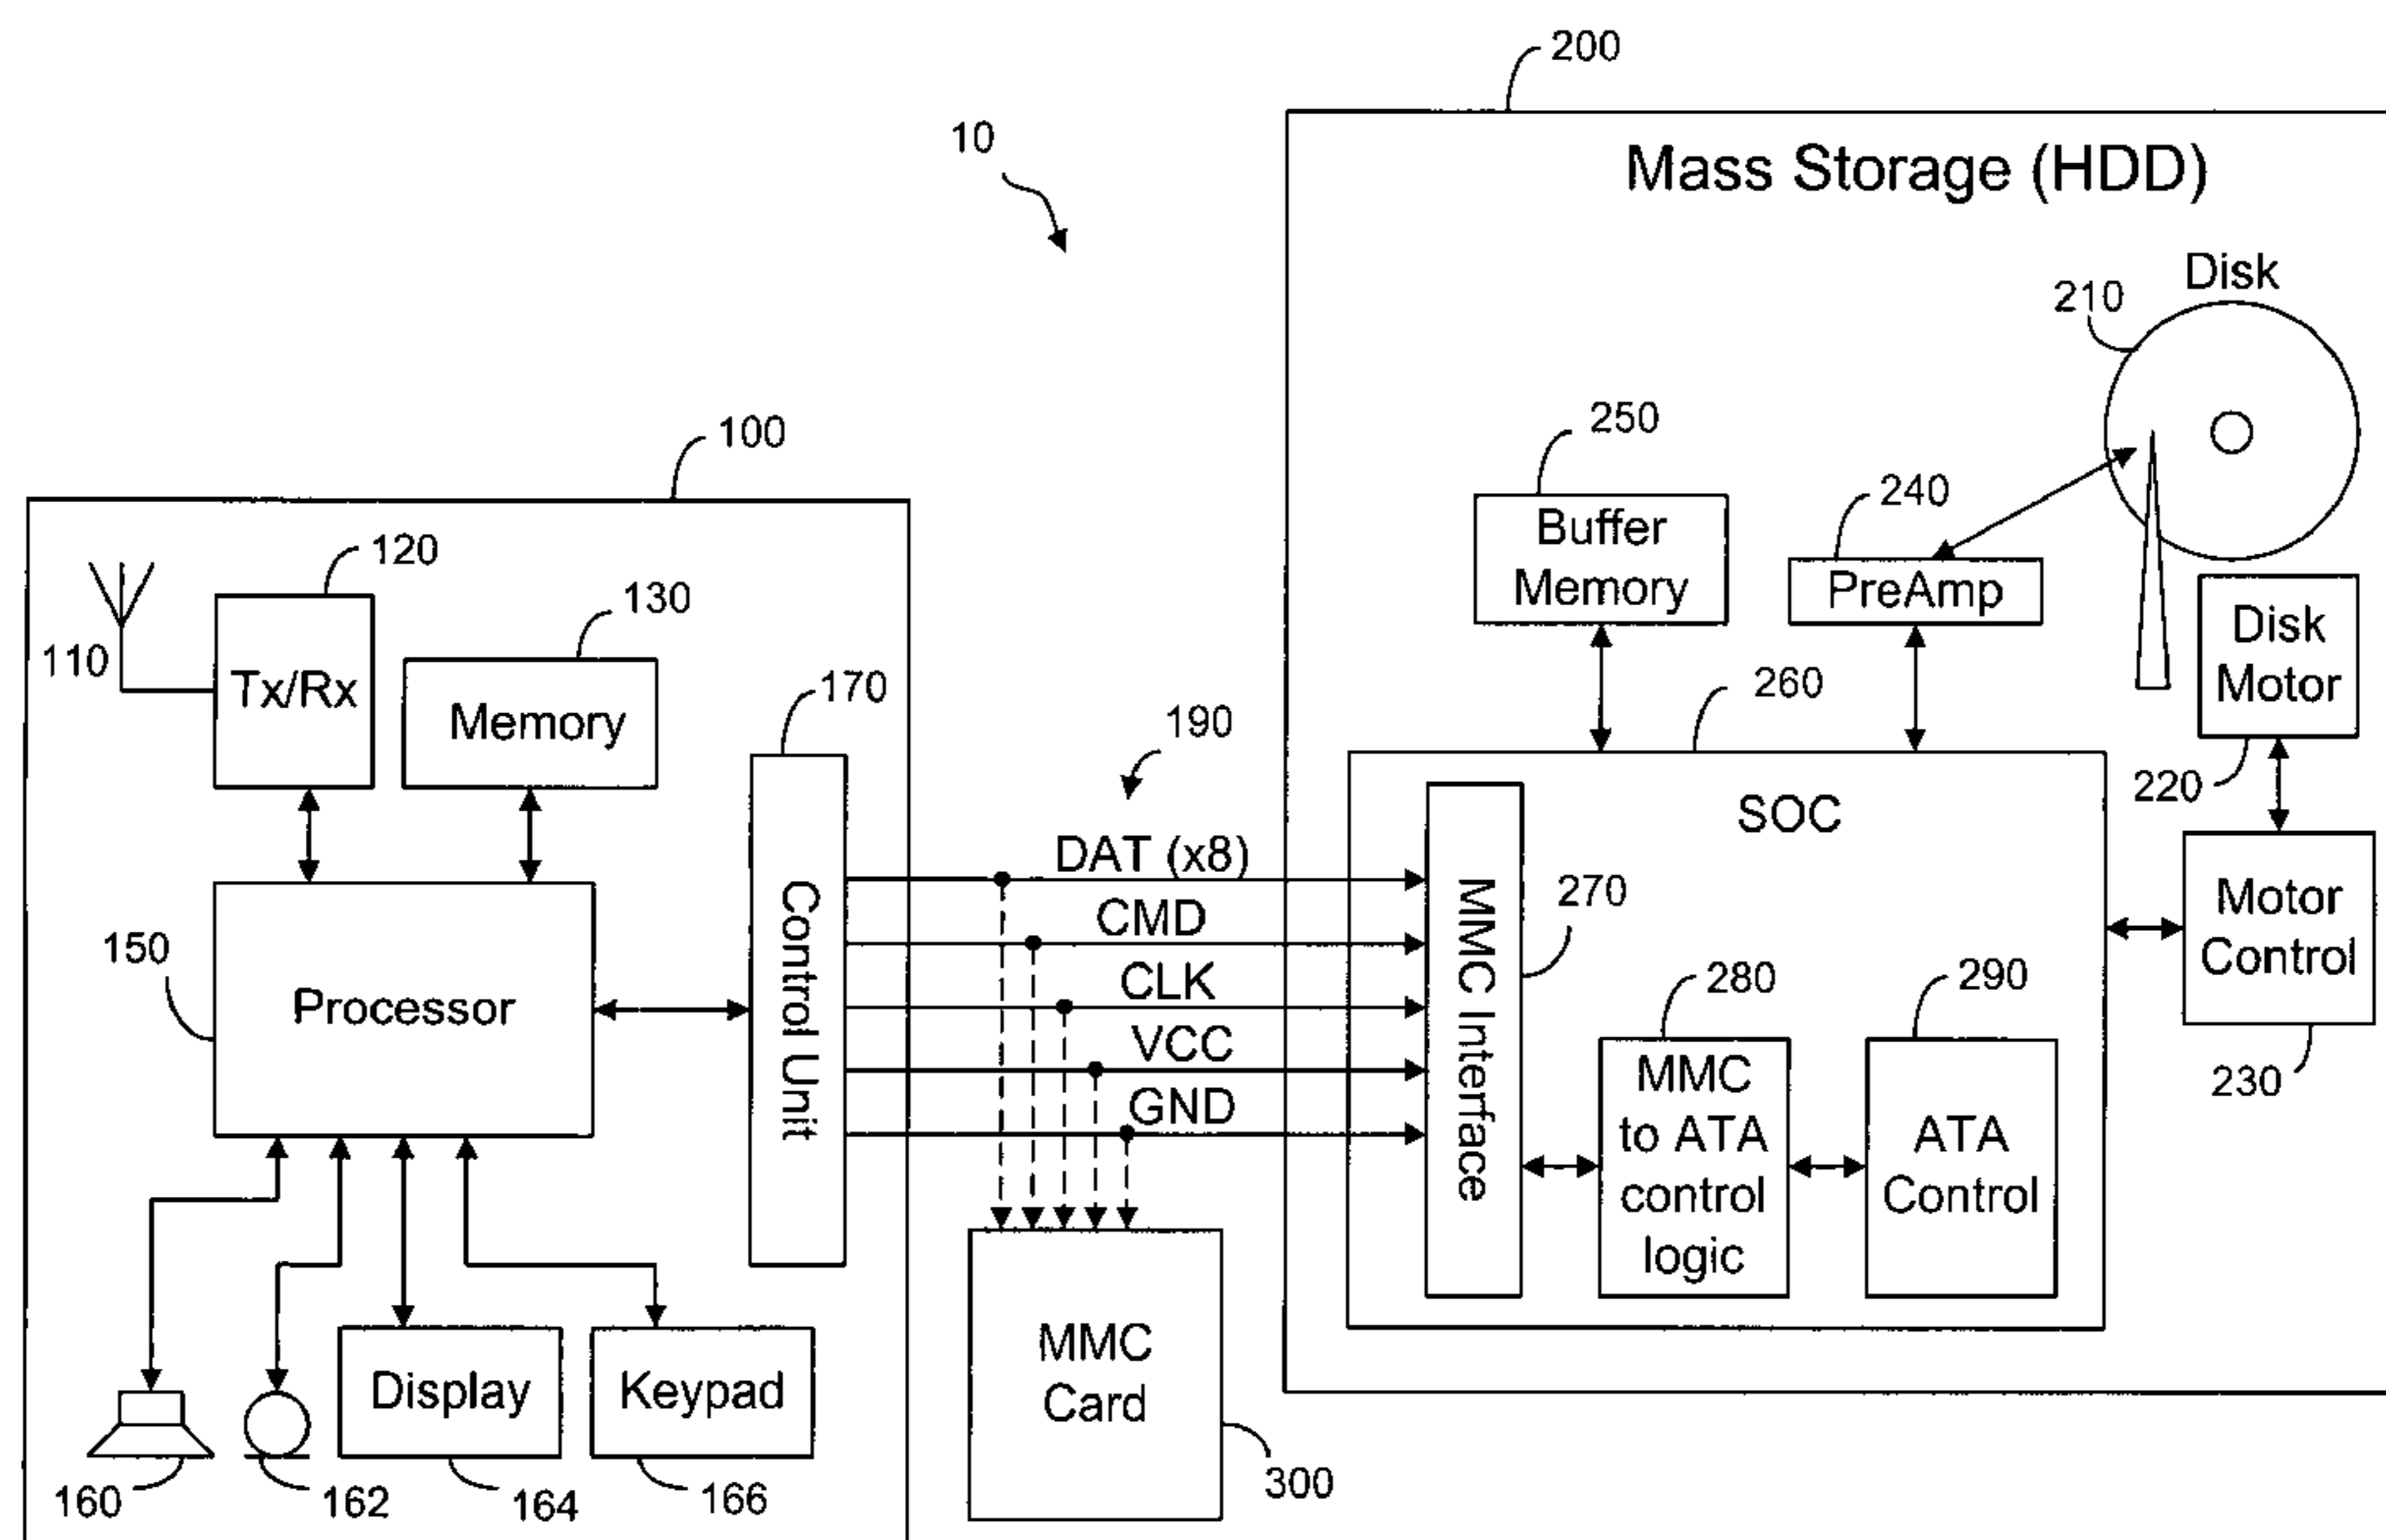 200
10
Mass Storage (HDD)
Disk
210
100
250
240
Buffer
Memory
PreAmp
120
130
110
Tx/Rx
Memory
170
190
260
Disk
Motor
220
SOC
DAT (x8)
CMD
CLK
VCC
GND
Control Unit
MMC Interface
270
150
Processor
280
290
Motor
Control
230
MMC
to ATA
control
logic
ATA
Control
MMC
Card
300
Display
Keypad
160
162
164
166